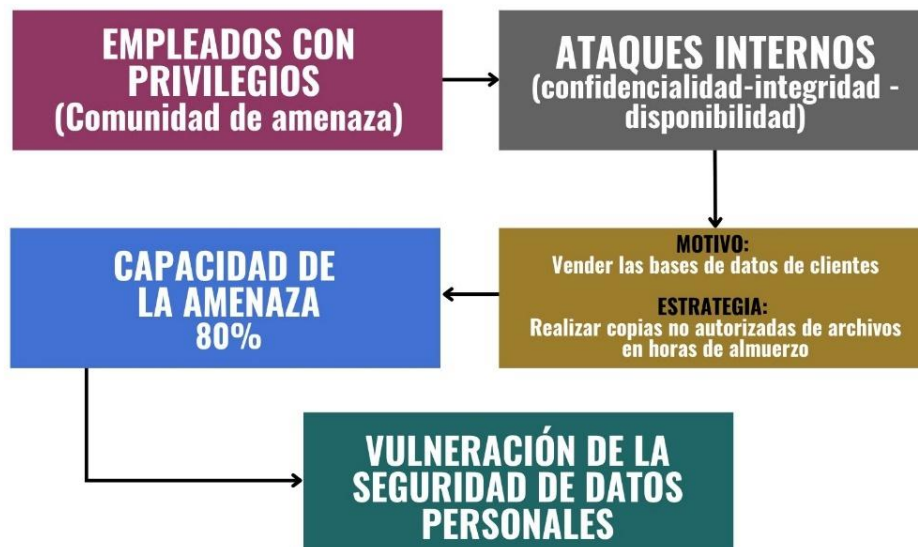 EMPLEADOS CON
PRIVILEGIOS
(Comunidad de amenaza)
ATAQUES INTERNOS
(confidencialidad-integridad -
disponibilidad)
MOTIVO:
Vender las bases de datos de clientes
ESTRATEGIA:
Realizar copias no autorizadas de archivos
en horas de almuerzo
CAPACIDAD DE
LA AMENAZA
80%
VULNERACIÓN DE LA
SEGURIDAD DE DATOS
PERSONALES